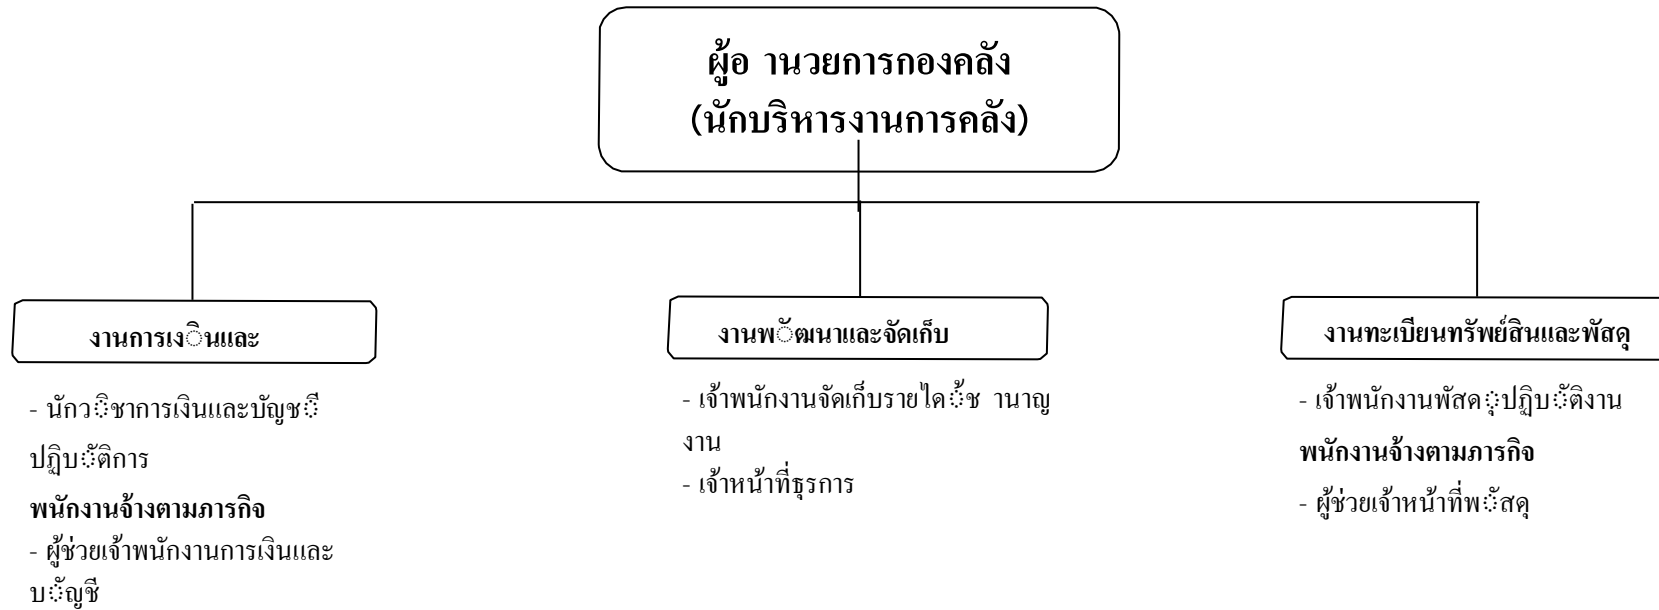 ผู้อ านวยการกองคลัง
(นักบริหารงานการคลัง)
งานการเง◌ินและ
- นักว◌ิชาการเงินและบัญช◌ี
ปฏิบ◌ัติการ
พนักงานจ้างตามภารกิจ
- ผู้ช่วยเจ้าพนักงานการเงินและ
บ◌ัญชี
งานพ◌ัฒนาและจัดเก็บ
- เจ้าพนักงานจัดเก็บรายได◌้ช านาญ
งาน
- เจ้าหน้าที่ธุรการ
งานทะเบียนทรัพย์สินและพัสดุ
- เจ้าพนักงานพัสด◌ุปฏิบ◌ัติงาน
พนักงานจ้างตามภารกิจ
- ผู้ช่วยเจ้าหน้าที่พ◌ัสดุ